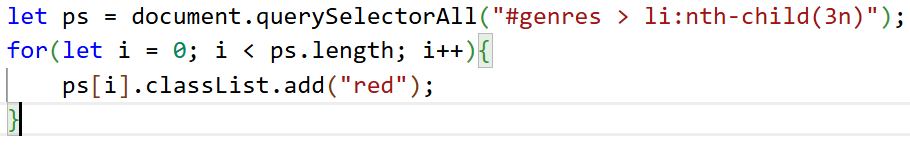 let ps = document.querySelectorAll("#genres > li:nth-child(3n)");
for(let i = 0; i < ps.length; i++){
    ps[i].classList.add("red");
}